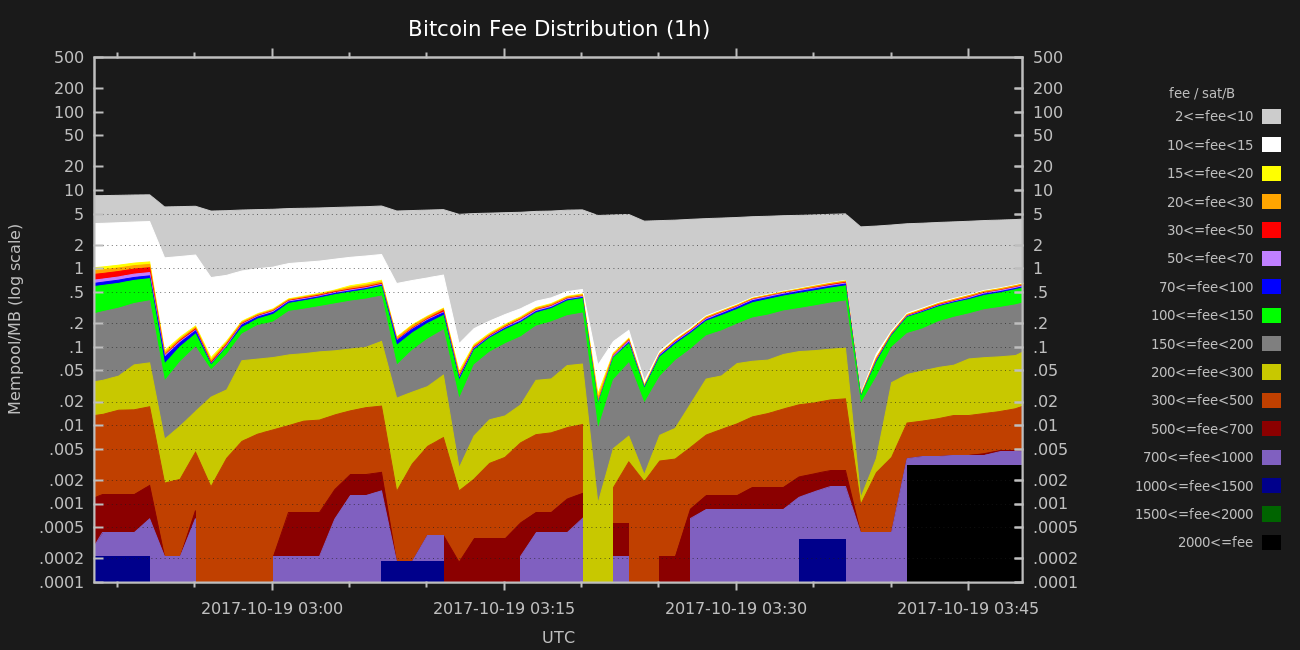 Bitcoin Fee Distribution (1h)
500 500
200 200
100 100
50 50
20 20
10 10
5 5
2 2
1 1
.5 .5
.2 .2
.1 .1
.05 .05
.02 .02
.01 .01
.005 .005
.002 .002
.001 .001
.0005 .0005
.0002 .0002
.0001 .0001
Mempool/MB (log scale)
2017-10-19 03:00 2017-10-19 03:15 2017-10-19 03:30 2017-10-19 03:45
UTC
fee / sat/B
2<=fee<10
10<=fee<15
15<=fee<20
20<=fee<30
30<=fee<50
50<=fee<70
70<=fee<100
100<=fee<150
150<=fee<200
200<=fee<300
300<=fee<500
500<=fee<700
700<=fee<1000
1000<=fee<1500
1500<=fee<2000
2000<=fee